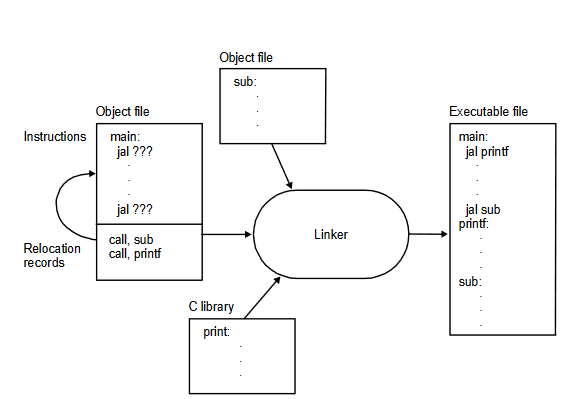 Object file
sub:
.
.
.
Object file
Instructions
main:
jal ???
.
.
.
jal ???
Relocation
records
call, sub
call, printf
Linker
C library
print:
.
.
.
Executable file
main:
jal printf
.
.
.
jal sub
printf:
.
.
.
sub:
.
.
.